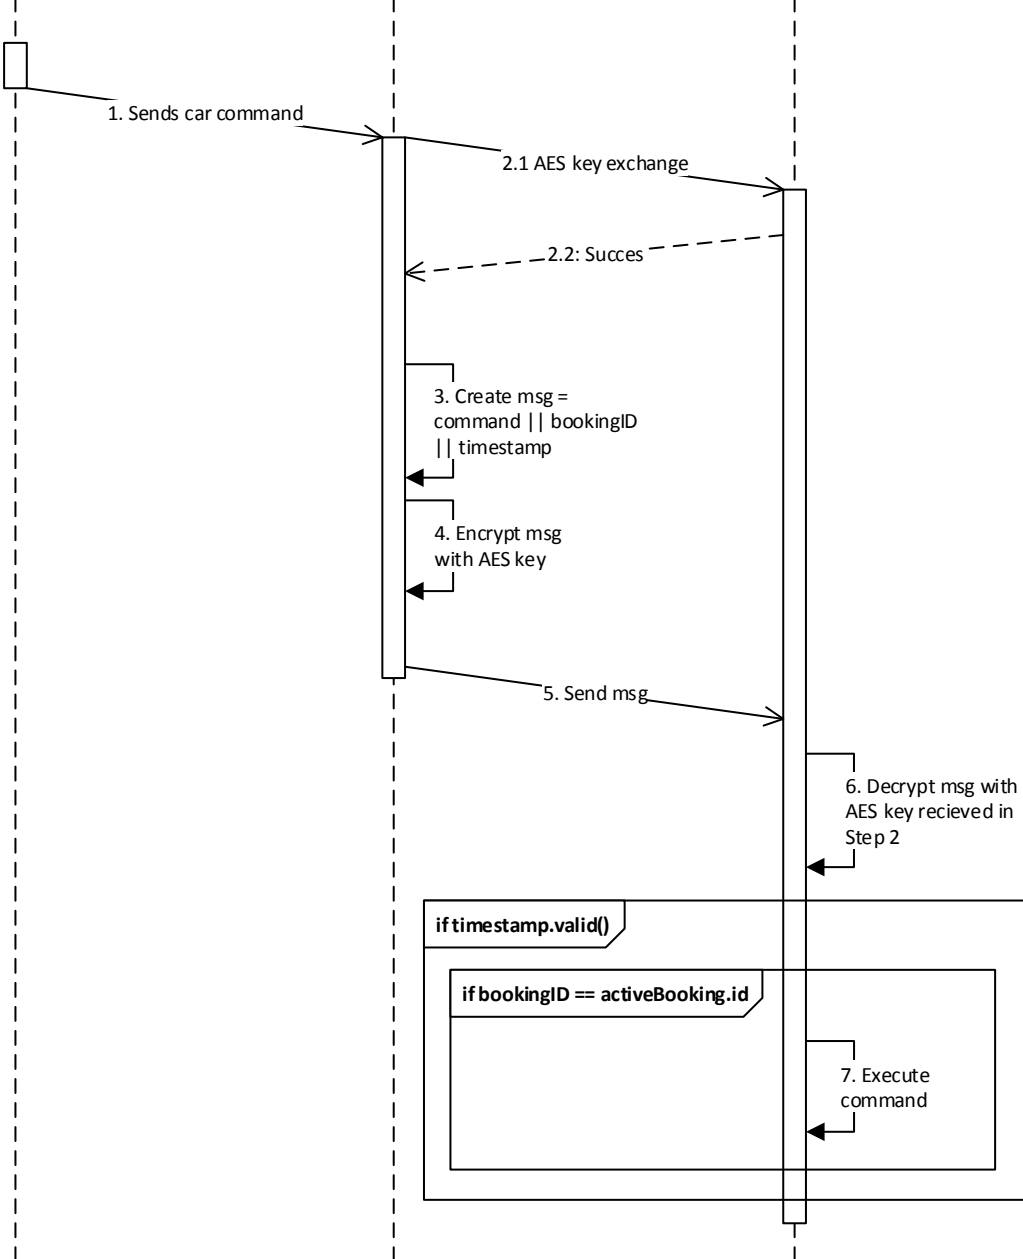 1. Sends car command
2.1 AES key exchange
2.2: Succes
3. Create msg =
command || bookingID
|| timestamp
4. Encrypt msg
with AES key
5. Send msg
6. Decrypt msg with
AES key recieved in
Step 2
if timestamp.valid()
if bookingID == activeBooking.id
7. Execute
command